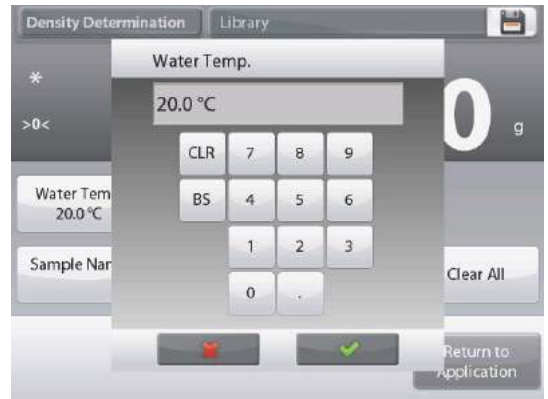 Density Determination Library
Water Temp.
*
20.0 °C
>0<
0 g
CLR 7 8 9
Water Tem
20.0 °C
BS 4 5 6
1 2 3
Sample Nar
Clear All
0 .
Return to
Application